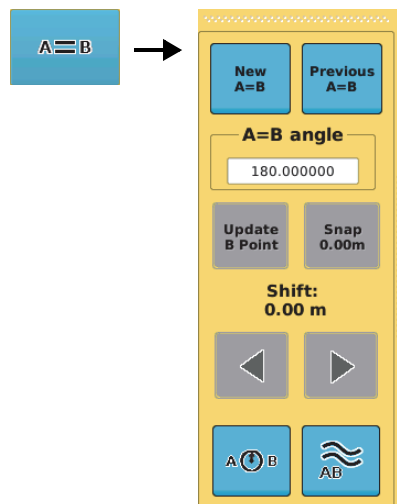 A=B
New
A=B
Previous
A=B
A=B angle
180.000000
Update
B Point
Snap
0.00m
Shift:
0.00 m
A B
AB